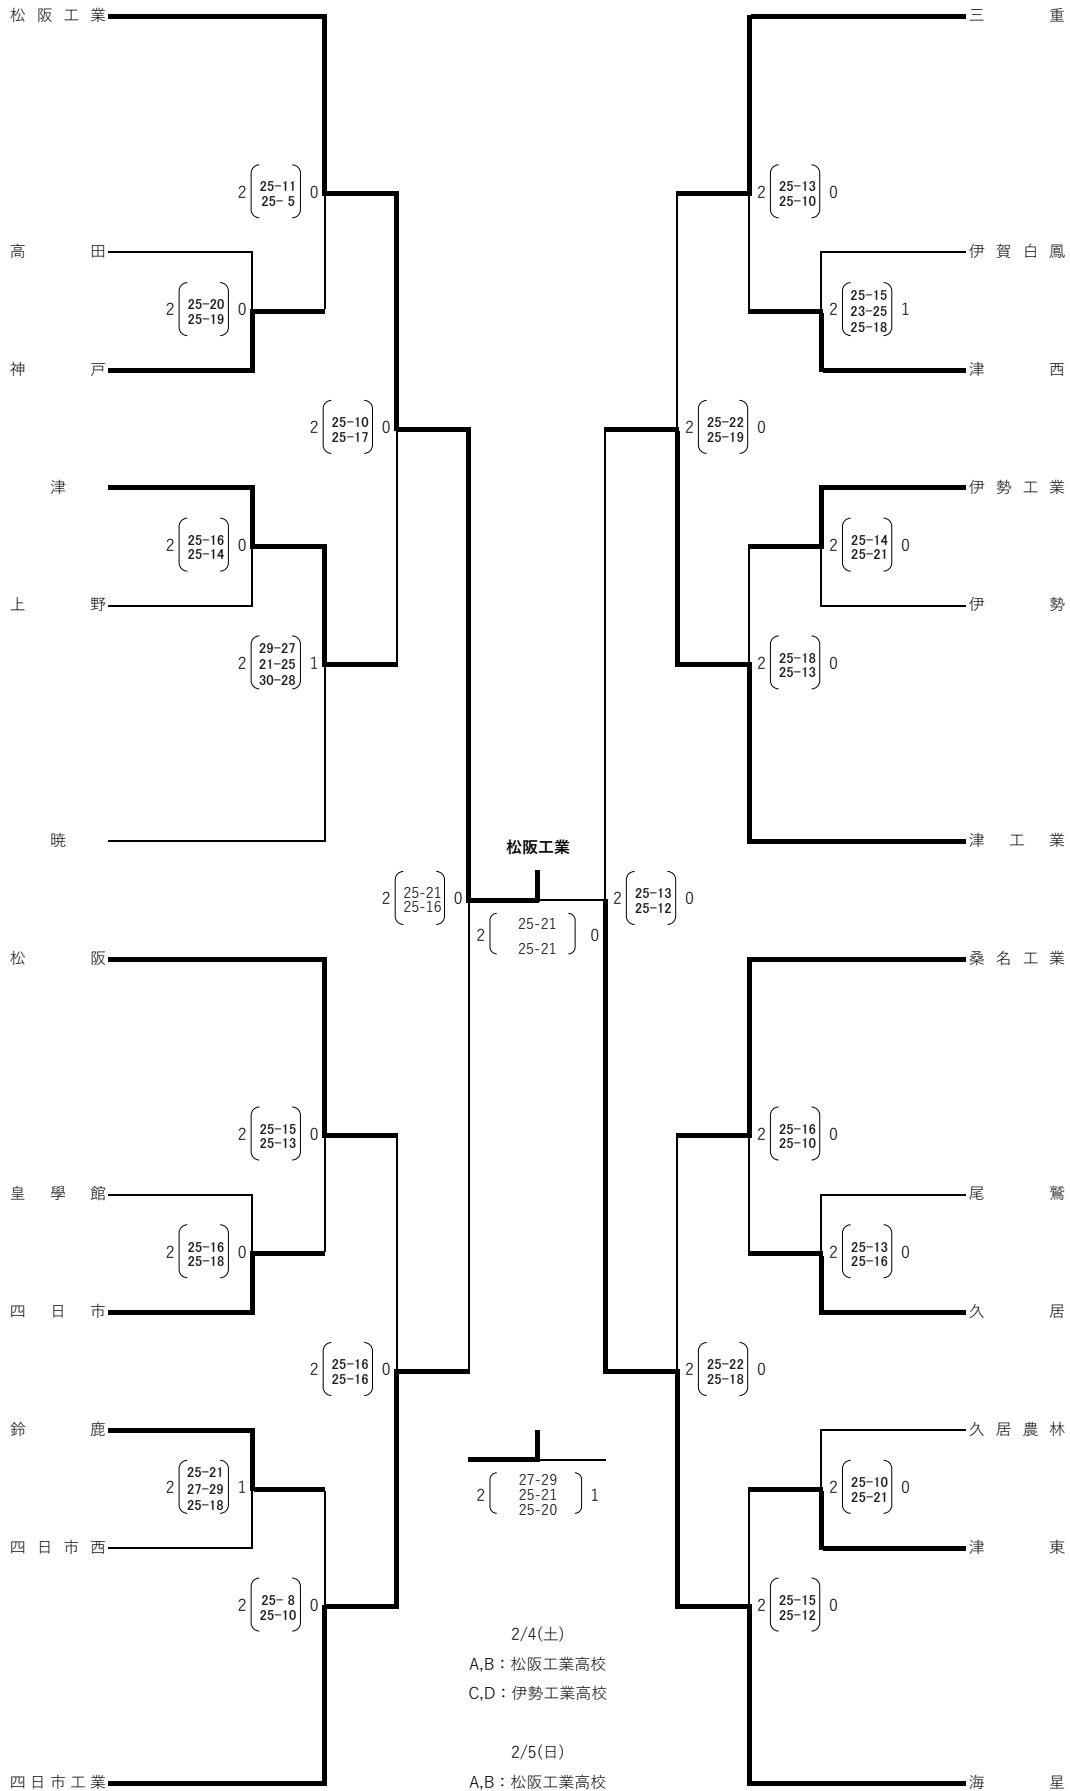 松阪工業
三重
2 25-11 0
25- 5
2 25-13 0
25-10
高田
伊賀白鳳
2 25-20 0
25-19
2 25-15 1
23-25
25-18
神戸
津西
2 25-10 0
25-17
2 25-22 0
25-19
津
伊勢工業
2 25-16 0
25-14
2 25-14 0
25-21
上野
伊勢
2 29-27 1
21-25
30-28
2 25-18 0
25-13
暁
津工業
松阪工業
2 25-21 0
25-16
2 25-13 0
25-12
2 25-21 0
25-21
松阪
桑名工業
2 25-15 0
25-13
2 25-16 0
25-10
皇學館
尾鷲
2 25-16 0
25-18
2 25-13 0
25-16
四日市
久居
2 25-16 0
25-16
2 25-22 0
25-18
鈴鹿
久居農林
2 25-21 1
27-29
25-18
2 27-29 1
25-21
25-20
2 25-10 0
25-21
四日市西
津東
2 25- 8 0
25-10
2 25-15 0
25-12
2/4(土)
A,B：松阪工業高校
C,D：伊勢工業高校
2/5(日)
A,B：松阪工業高校
四日市工業
海星